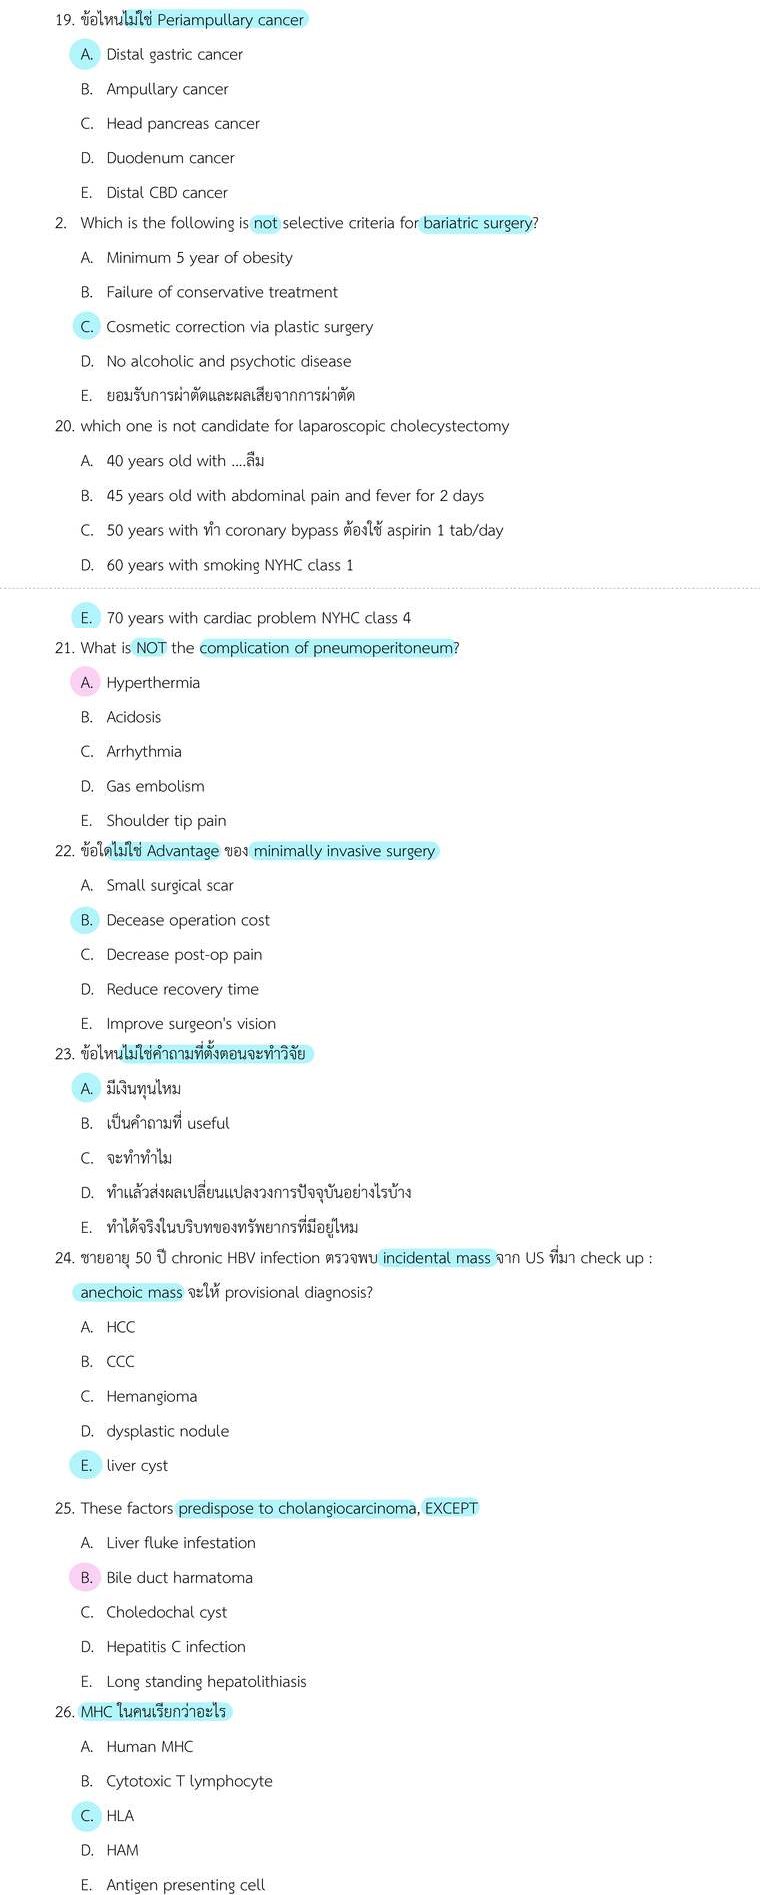 19. ข้อไหนไม่ใช่ Periampullary cancer
A. Distal gastric cancer
B. Ampullary cancer
C. Head pancreas cancer
D. Duodenum cancer
E. Distal CBD cancer
2. Which is the following is not selective criteria for bariatric surgery?
A. Minimum 5 year of obesity
B. Failure of conservative treatment
C. Cosmetic correction via plastic surgery
D. No alcoholic and psychotic disease
E. ยอมรับการผ่าตัดและผลเสียจากการผ่าตัด
20. which one is not candidate for laparoscopic cholecystectomy
A. 40 years old with ....ลืม
B. 45 years old with abdominal pain and fever for 2 days
C. 50 years with ทำ coronary bypass ต้องใช้ aspirin 1 tab/day
D. 60 years with smoking NYHC class 1
E. 70 years with cardiac problem NYHC class 4
21. What is NOT the complication of pneumoperitoneum?
A. Hyperthermia
B. Acidosis
C. Arrhythmia
D. Gas embolism
E. Shoulder tip pain
22. ข้อใดไม่ใช่ Advantage ของ minimally invasive surgery
A. Small surgical scar
B. Decease operation cost
C. Decrease post-op pain
D. Reduce recovery time
E. Improve surgeon's vision
23. ข้อไหนไม่ใช่คำถามที่ตั้งตอนจะทำวิจัย
A. มีเงินทุนไหม
B. เป็นคำถามที่ useful
C. จะทำทำไม
D. ทำแล้วส่งผลเปลี่ยนแปลงวงการปัจจุบันอย่างไรบ้าง
E. ทำได้จริงในบริบทของทรัพยากรที่มีอยู่ไหม
24. ชายอายุ 50 ปี chronic HBV infection ตรวจพบ incidental mass จาก US ที่มา check up :
anechoic mass จะให้ provisional diagnosis?
A. HCC
B. CCC
C. Hemangioma
D. dysplastic nodule
E. liver cyst
25. These factors predispose to cholangiocarcinoma, EXCEPT
A. Liver fluke infestation
B. Bile duct harmatoma
C. Choledochal cyst
D. Hepatitis C infection
E. Long standing hepatolithiasis
26. MHC ในคนเรียกว่าอะไร
A. Human MHC
B. Cytotoxic T lymphocyte
C. HLA
D. HAM
E. Antigen presenting cell